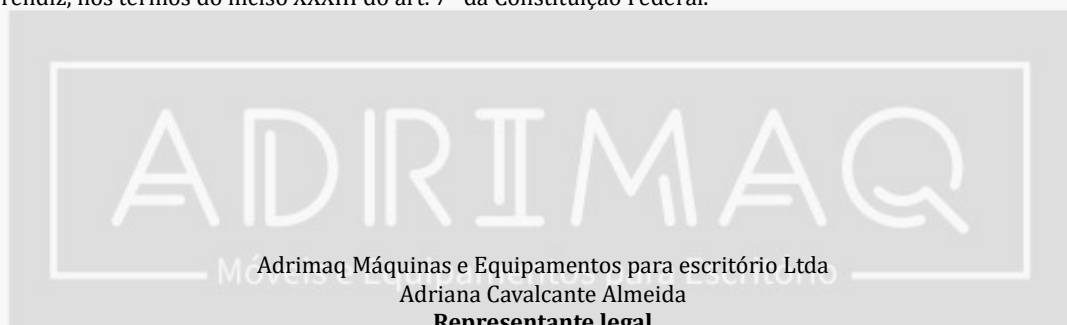 rendiz, nos termos do inciso XXXIII do art. 7º da Constituição Federal.
ADRIMAQ
Móveis e Equipamentos para Escritório
Adrimaq Máquinas e Equipamentos para escritório Ltda
Adriana Cavalcante Almeida
Representante legal